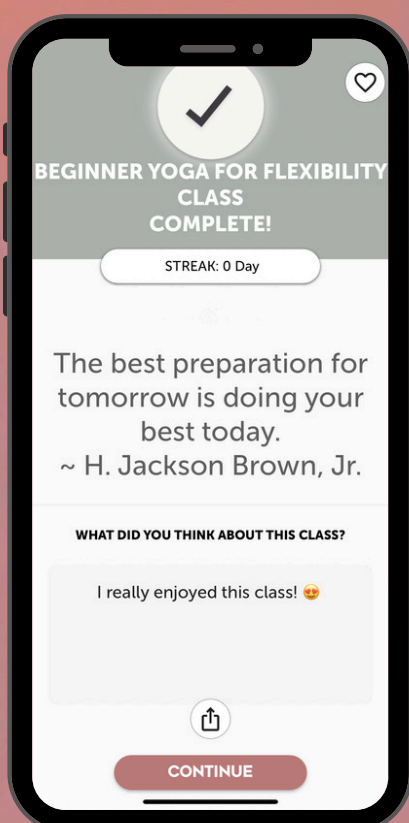 BEGINNER YOGA FOR FLEXIBILITY
CLASS
COMPLETE!
STREAK: 0 Day
The best preparation for
tomorrow is doing your
best today.
~ H. Jackson Brown, Jr.
WHAT DID YOU THINK ABOUT THIS CLASS?
I really enjoyed this class! 😍
CONTINUE